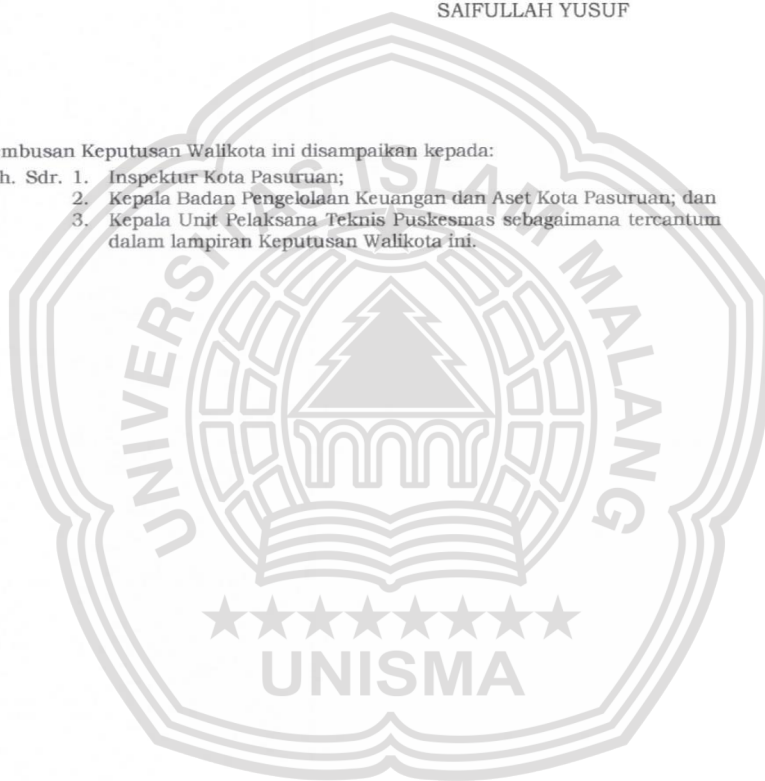 SAIFULLAH YUSUF
mbusan Keputusan Walikota ini disampaikan kepada:
h. Sdr. 1. Inspektur Kota Pasuruan;
2. Kepala Badan Pengelolaan Keuangan dan Aset Kota Pasuruan; dan
3. Kepala Unit Pelaksana Teknis Puskesmas sebagaimana tercantum
dalam lampiran Keputusan Walikota ini.
UNIVERSITAS ISLAM MALANG
UNISMA